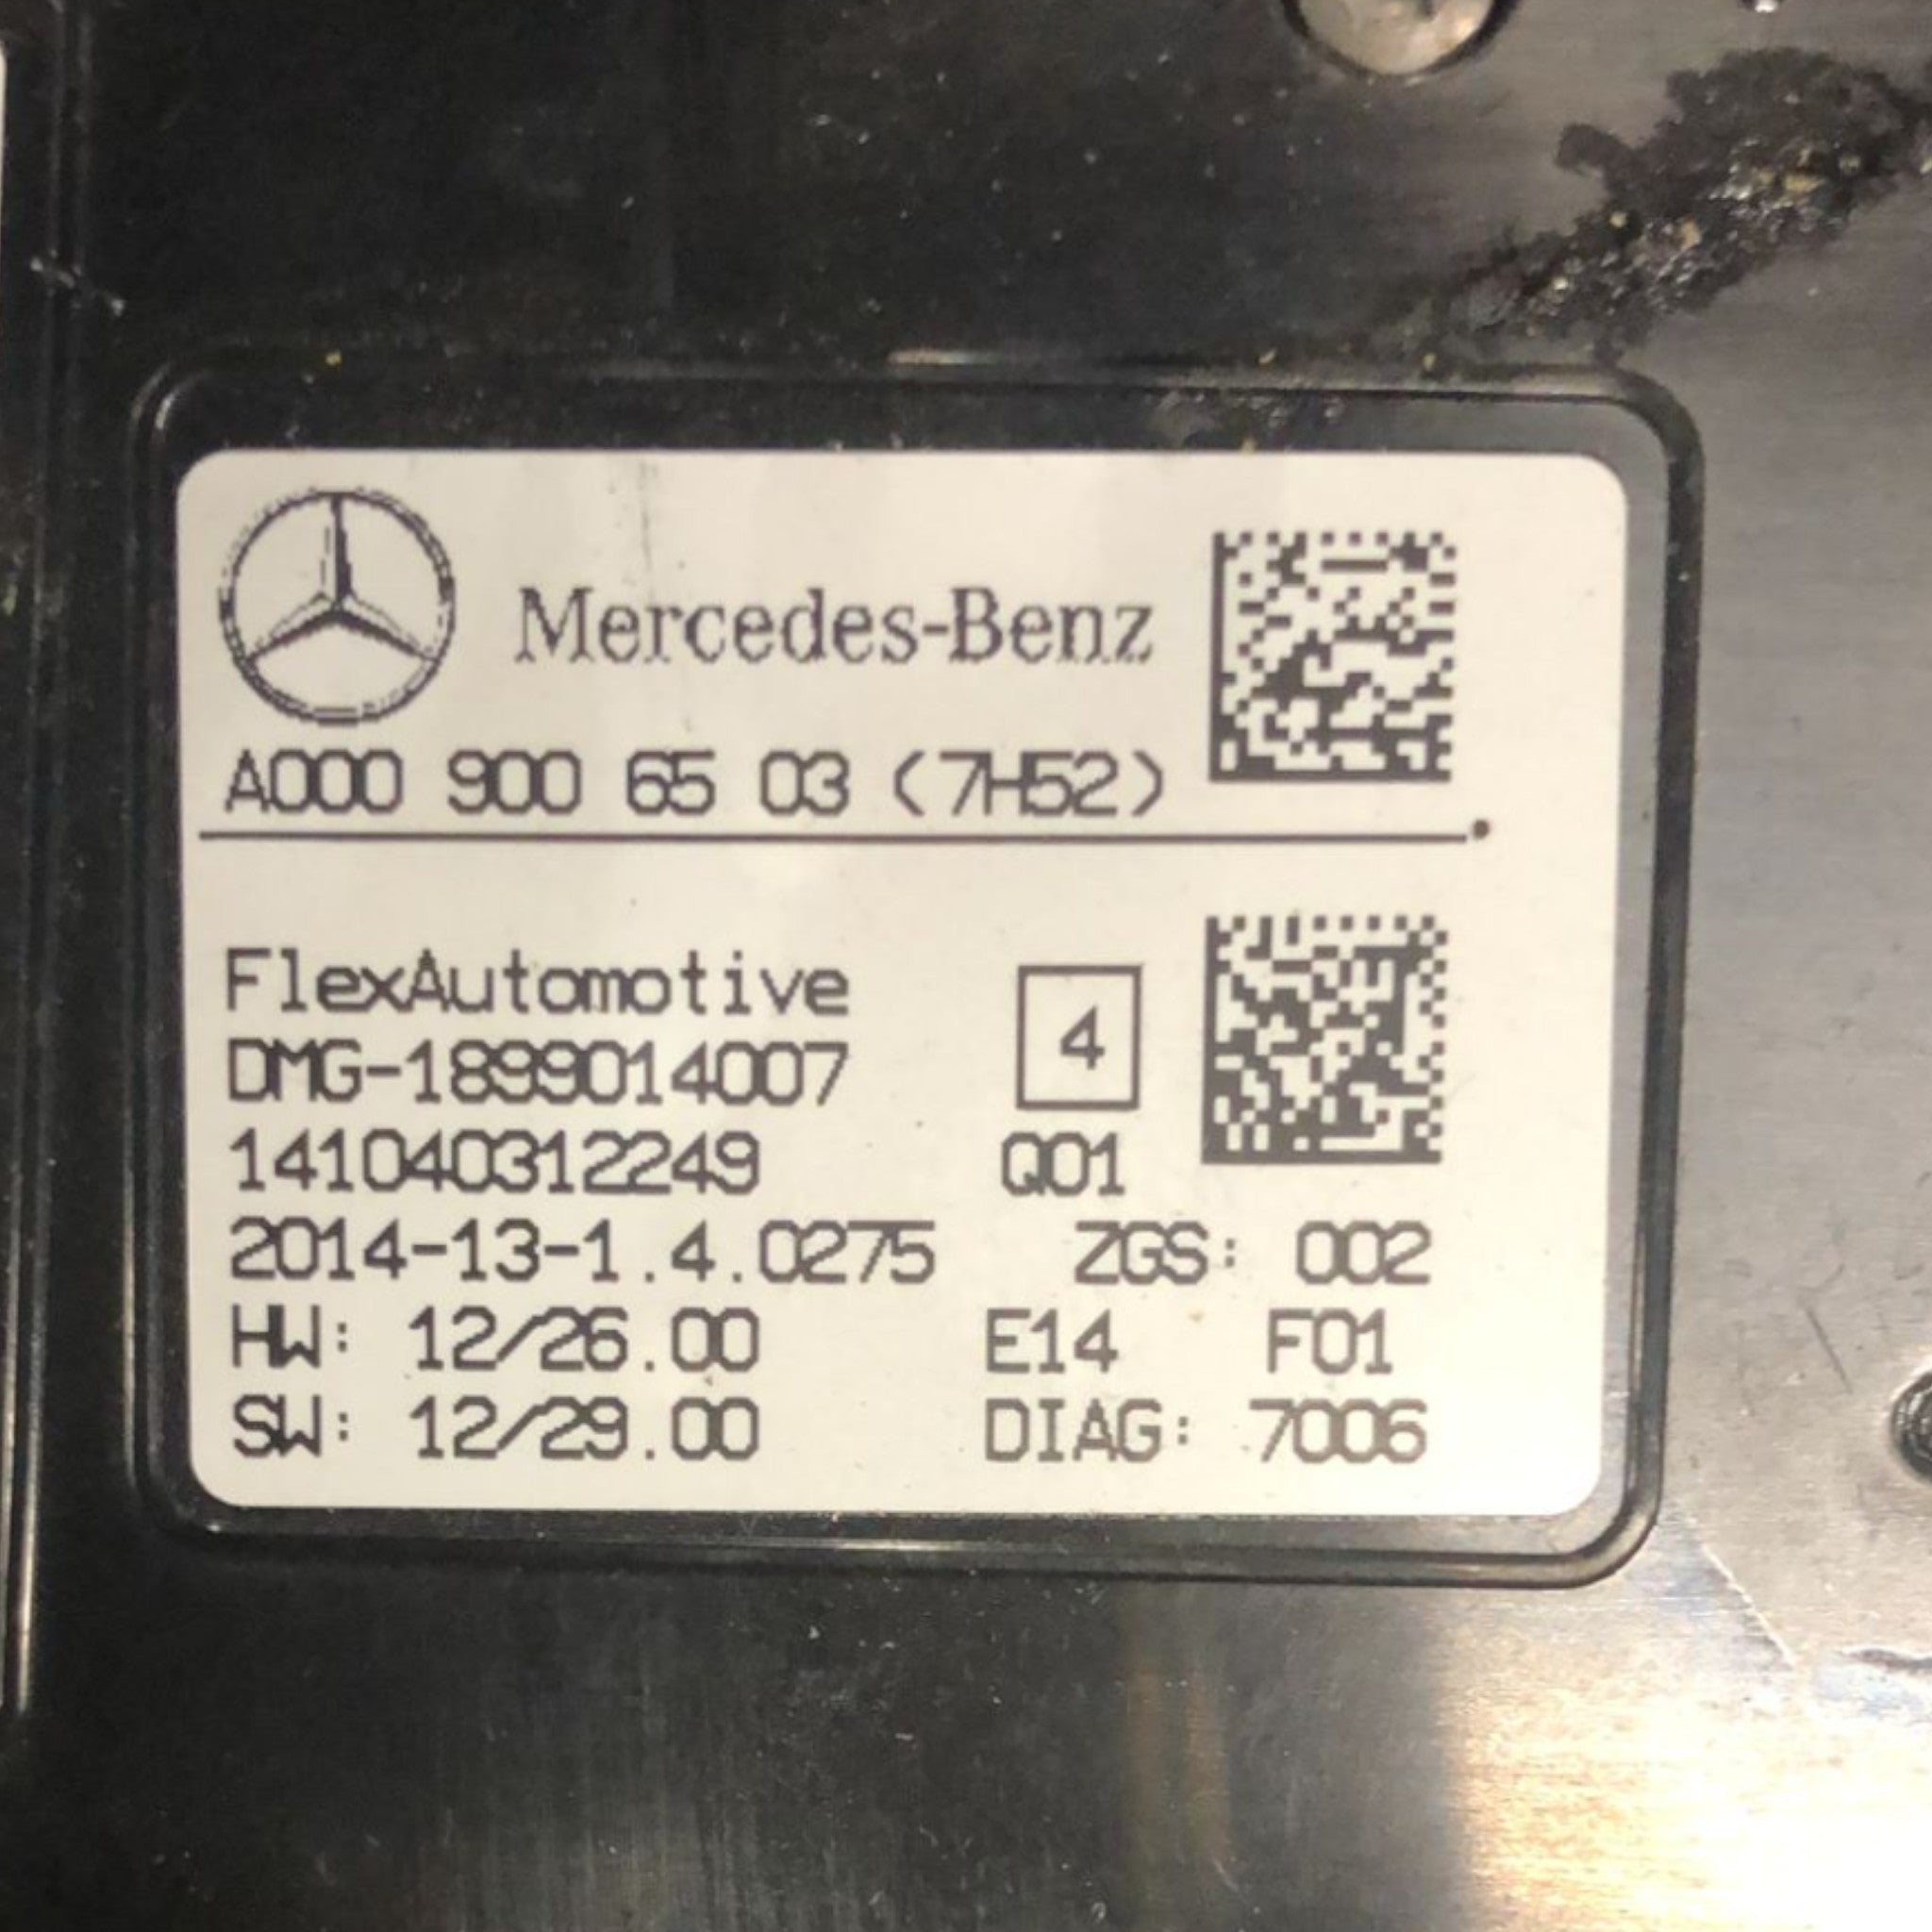 Mercedes-Benz
A000 900 65 03 (7H52)
FlexAutomotive
4
DMG-1899014007
141040312249 Q01
2014-13-1.4.0275 ZGS: 002
HW: 12/26.00 E14 F01
SW: 12/29.00 DIAG: 7006